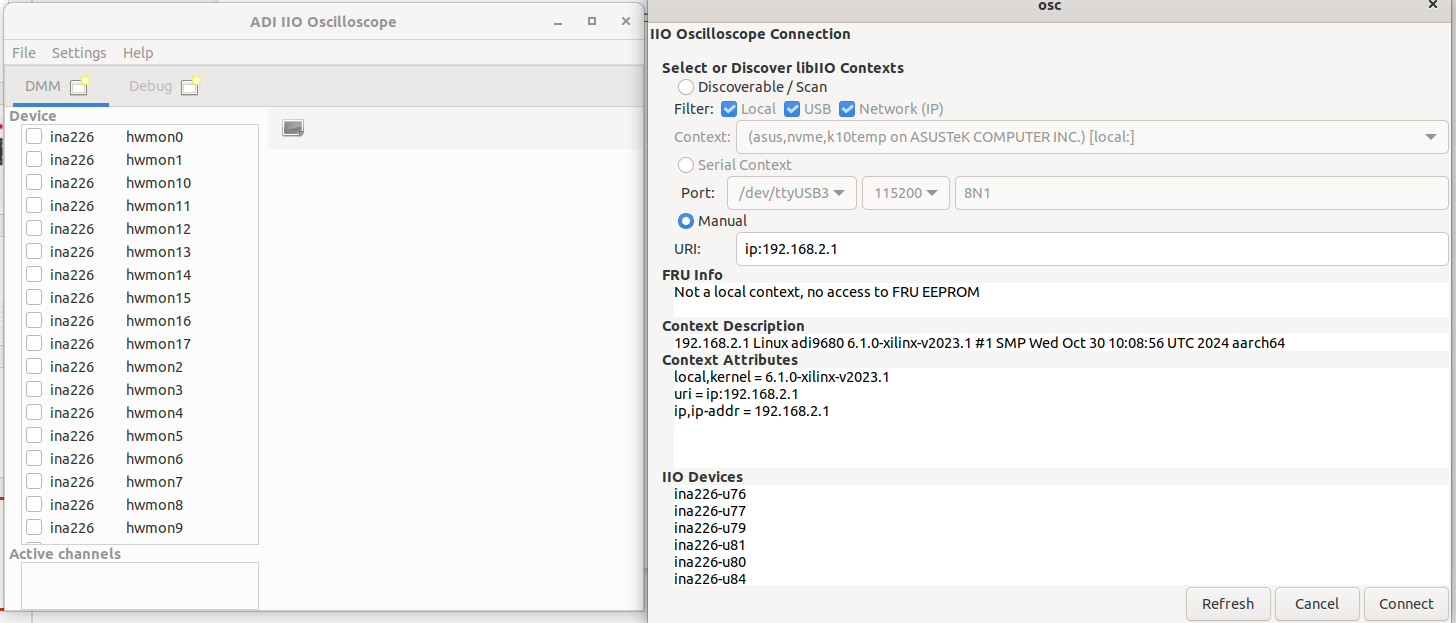 ADI IIO Oscilloscope
File Settings Help
DMM Debug
Device
ina226 hwmon0
ina226 hwmon1
ina226 hwmon10
ina226 hwmon11
ina226 hwmon12
ina226 hwmon13
ina226 hwmon14
ina226 hwmon15
ina226 hwmon16
ina226 hwmon17
ina226 hwmon2
ina226 hwmon3
ina226 hwmon4
ina226 hwmon5
ina226 hwmon6
ina226 hwmon7
ina226 hwmon8
ina226 hwmon9
Active channels
osc
IIO Oscilloscope Connection
Select or Discover libIIO Contexts
Discoverable / Scan
Filter: Local USB Network (IP)
Context: (asus,nvme,k10temp on ASUSTeK COMPUTER INC.) [local:]
Serial Context
Port: /dev/ttyUSB3 115200 8N1
Manual
URI: ip:192.168.2.1
FRU Info
Not a local context, no access to FRU EEPROM
Context Description
192.168.2.1 Linux adi9680 6.1.0-xilinx-v2023.1 #1 SMP Wed Oct 30 10:08:56 UTC 2024 aarch64
Context Attributes
local,kernel = 6.1.0-xilinx-v2023.1
uri = ip:192.168.2.1
ip,ip-addr = 192.168.2.1
IIO Devices
ina226-u76
ina226-u77
ina226-u79
ina226-u81
ina226-u80
ina226-u84
Refresh Cancel Connect